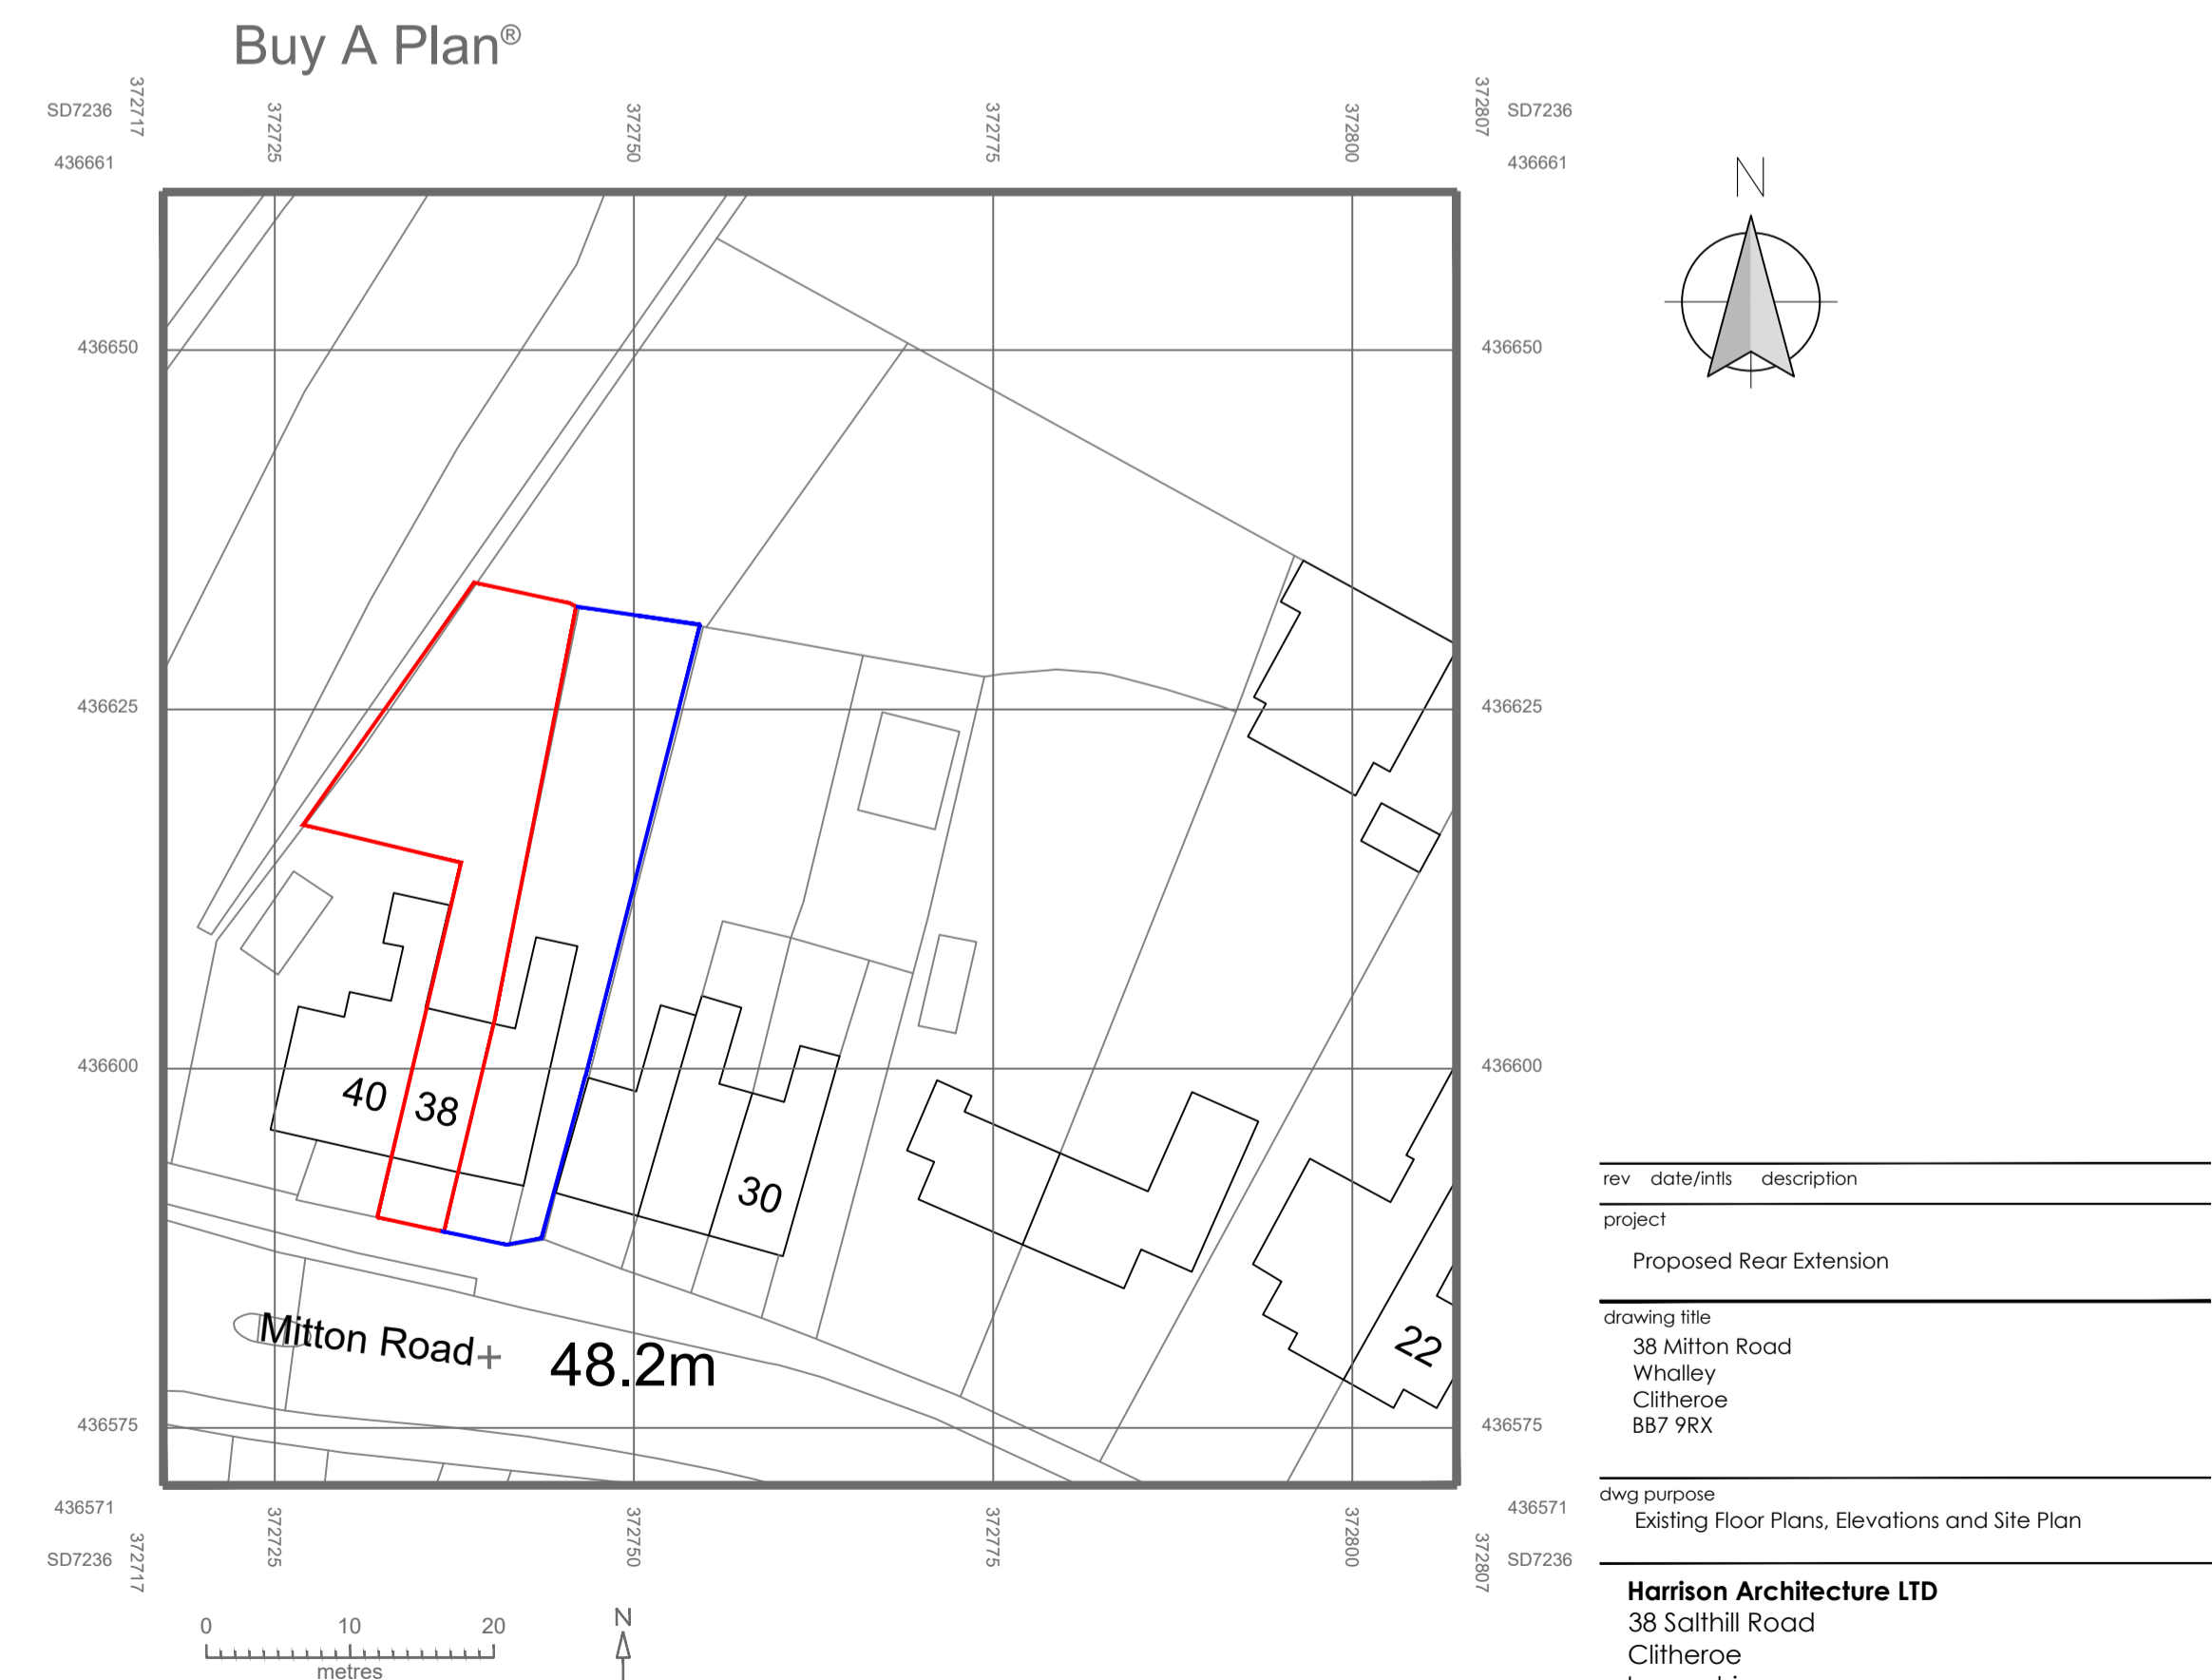 Buy A Plan®
SD7236
372717
436661
372725
372750
372775
372800
372807
SD7236
436661
N
436650
436650
436625
436625
436600
436600
40
38
30
22
Mitton Road
48.2m
436575
436575
436571
SD7236
372717
372725
372750
372775
372800
372807
436571
SD7236
0 10 20
metres
N
rev date/intls description
project
Proposed Rear Extension
drawing title
38 Mitton Road
Whalley
Clitheroe
BB7 9RX
dwg purpose
Existing Floor Plans, Elevations and Site Plan
Harrison Architecture LTD
38 Salthill Road
Clitheroe